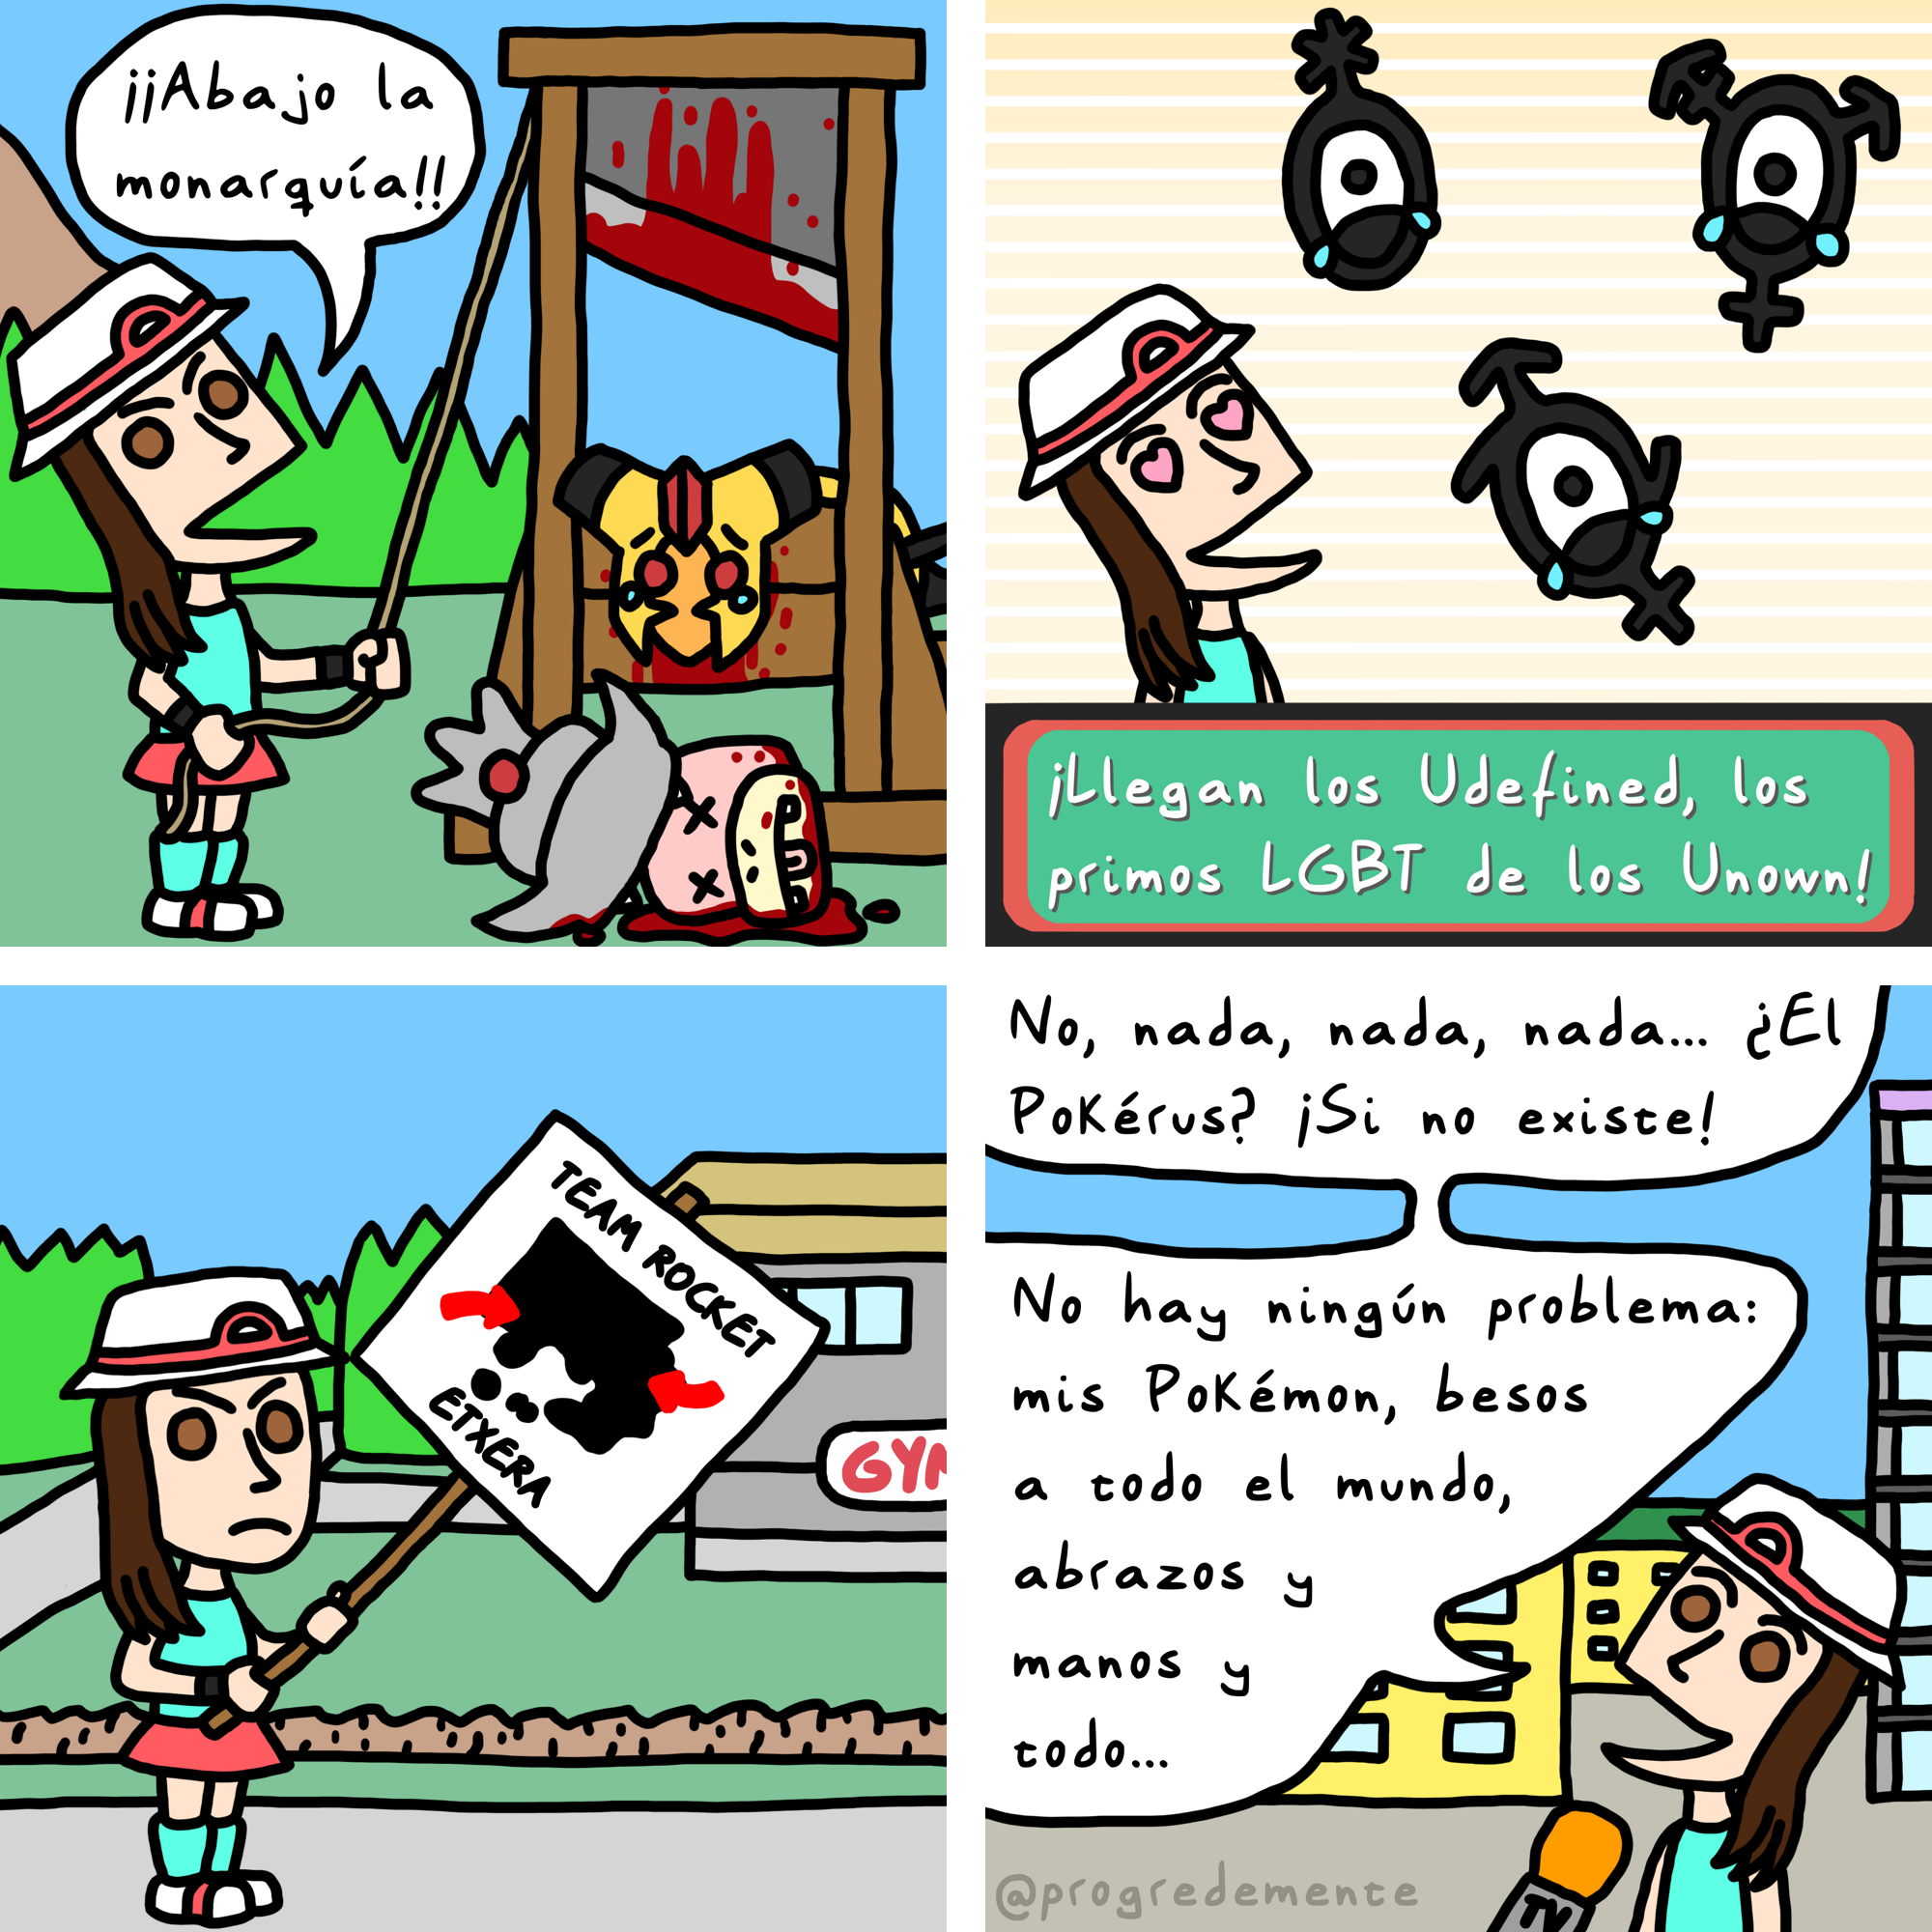 ¡¡Abajo la
monarquía!!
¡Llegan los Udefined, los
primos LGBT de los Unown!
TEAM ROCKET
ETXERA
GYM
No, nada, nada, nada... ¿El
PoKérus? ¡Si no existe!
No hay ningún problema:
mis PoKémon, besos
a todo el mundo,
abrazos y
manos y
todo...
TV
@progredemente